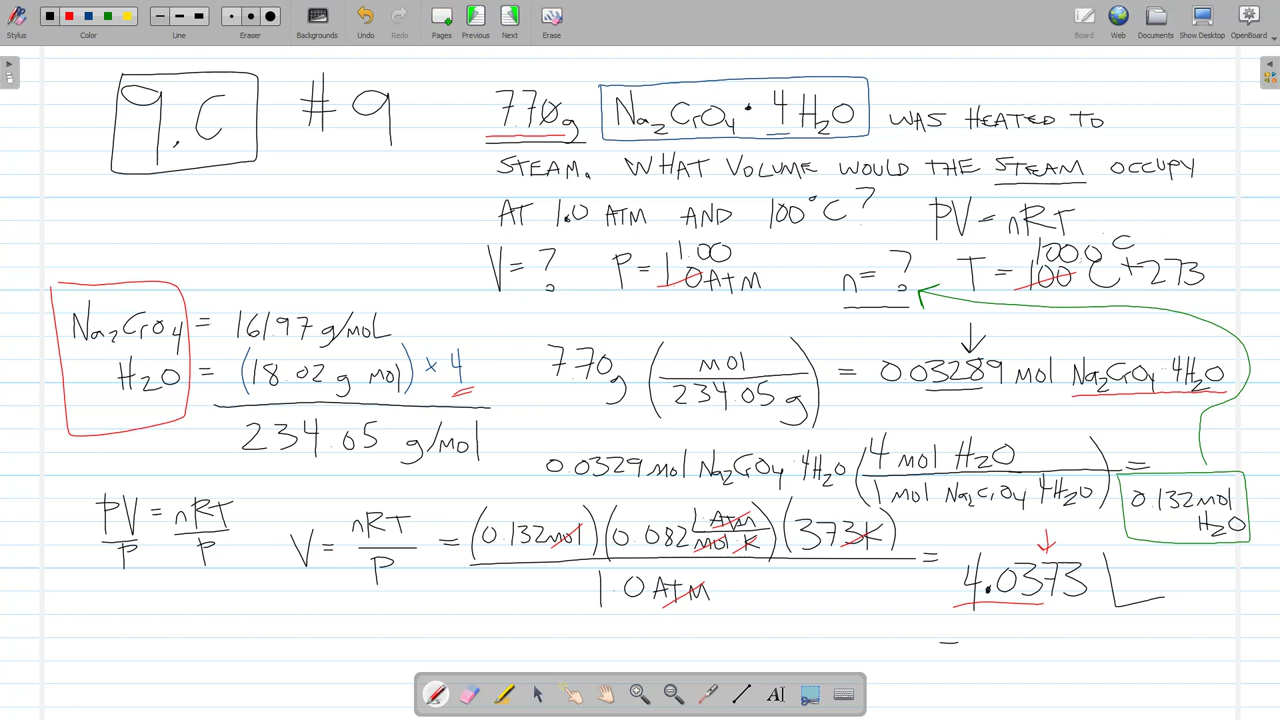 Stylus Color Line Eraser Backgrounds Undo Redo Pages Previous Next Erase Board Web Documents Show Desktop OpenBoard
9.C # 9
7.70g Na2CrO4 • 4H2O WAS HEATED TO
STEAM. WHAT VOLUME WOULD THE STEAM OCCUPY
AT 1.0 ATM AND 100°C? PV = nRT
V = ? P = 1.0 ATM 1.00 n = ? T = 100 C + 273 100.0 C
Na2CrO4 = 161.97 g/moL
H2O = (18.02 g mol) × 4
234.05 g/mol
7.70g (mol / 234.05 g) = 0.03289 mol Na2CrO4·4H2O
0.0329 mol Na2CrO4·4H2O (4 mol H2O / 1 mol Na2CrO4 4H2O) =
0.132 mol
H2O
PV/P = nRT/P
V = nRT/P = (0.132 mol)(0.082 L ATM/mol·K)(373K) / 1.0 ATM = 4.0373 L
=
AI